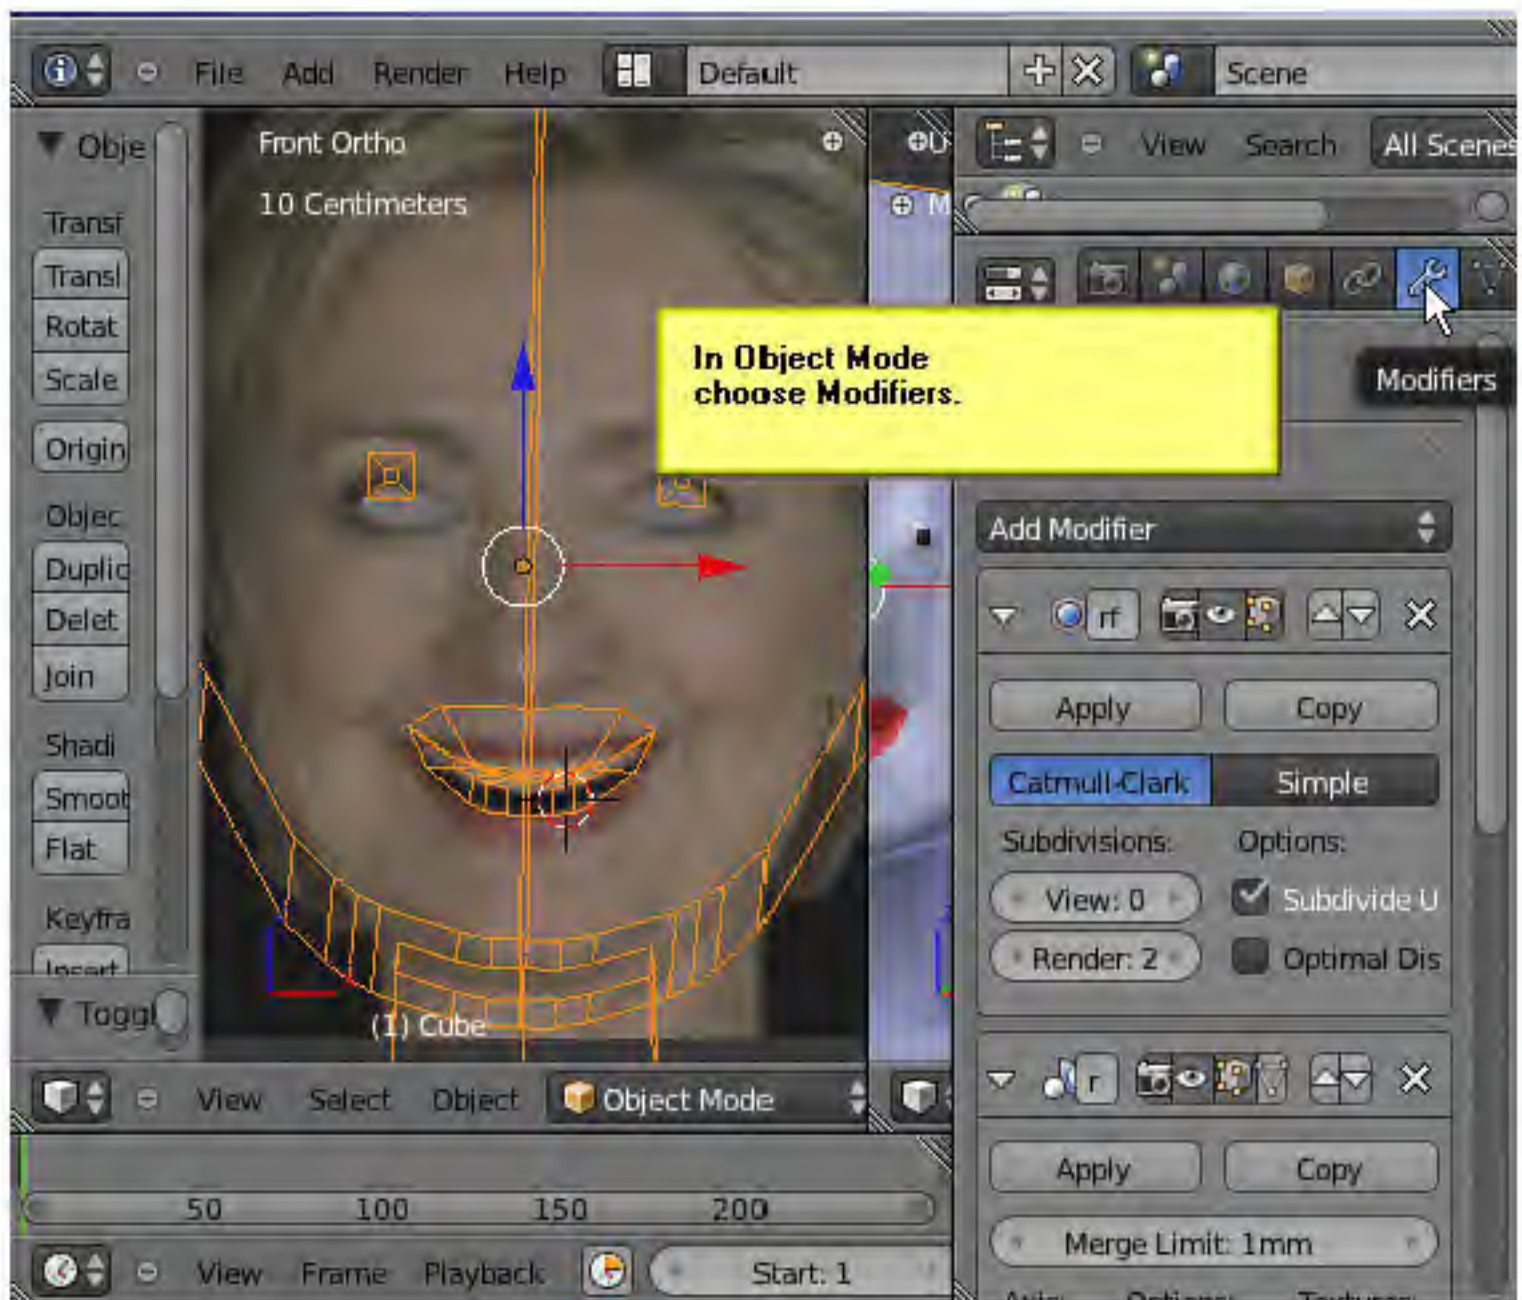 File Add Render Help Default Scene
Obje
Front Ortho
10 Centimeters
Transf
Transl
Rotat
Scale
Origin
Objec
Duplic
Delet
Join
Shadi
Smoot
Flat
Keyfra
Insert
Toggl
(1) Cube
In Object Mode
choose Modifiers.
View Select Object Object Mode
50 100 150 200
View Frame Playback Start: 1
View Search All Scenes
Modifiers
Add Modifier
rf
Apply Copy
Catmull-Clark Simple
Subdivisions: Options:
View: 0 Subdivide U
Render: 2 Optimal Dis
r
Apply Copy
Merge Limit: 1mm